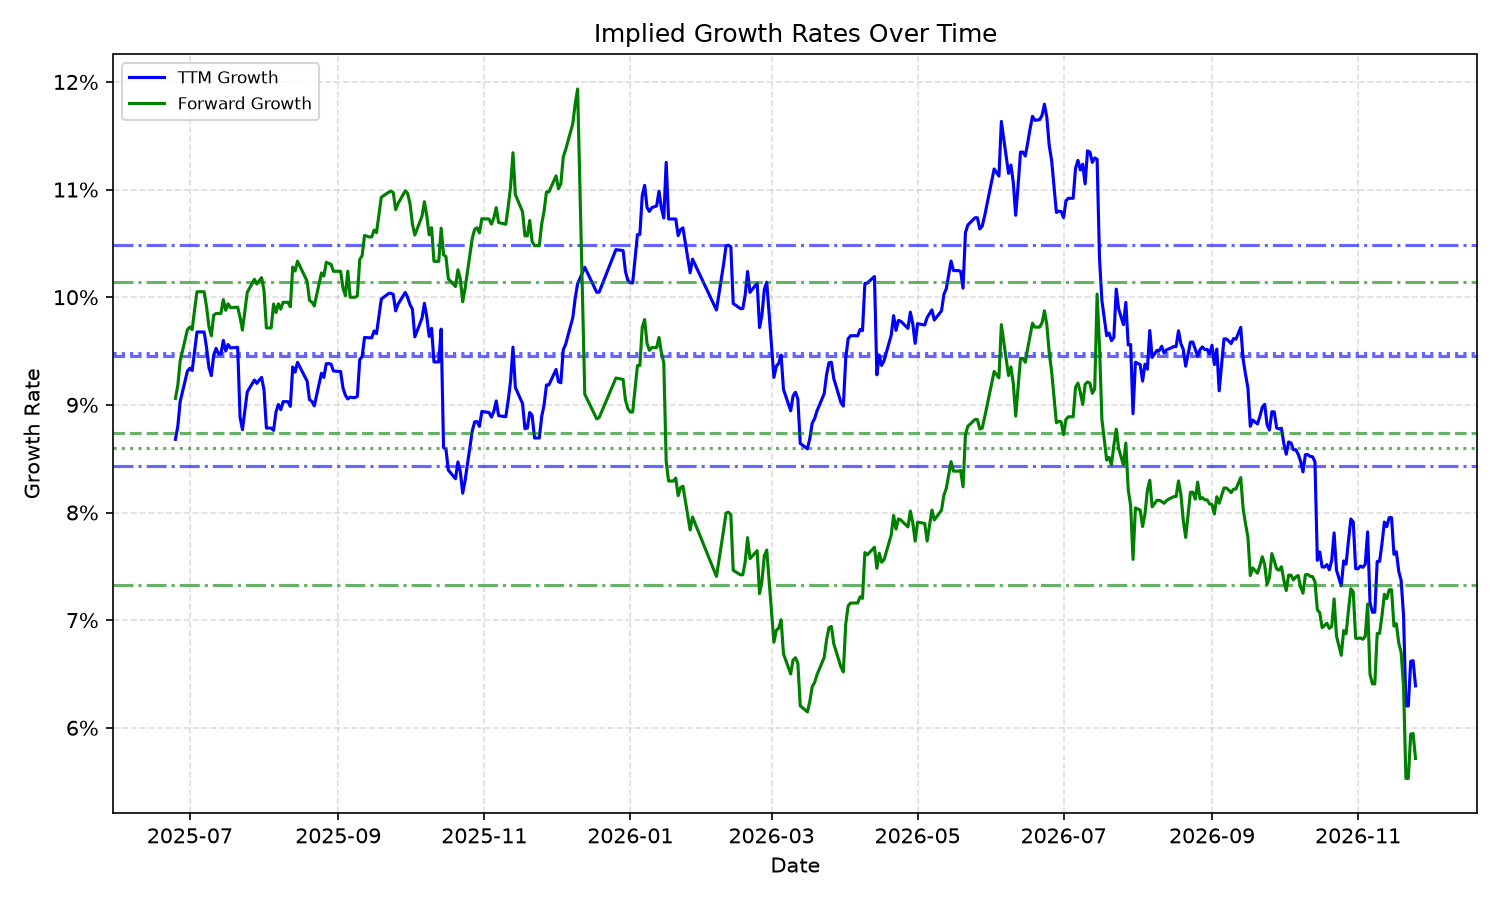 Implied Growth Rates Over Time
TTM Growth
Forward Growth
12%
11%
10%
9%
8%
7%
6%
Growth Rate
2025-07 2025-09 2025-11 2026-01 2026-03 2026-05 2026-07 2026-09 2026-11
Date